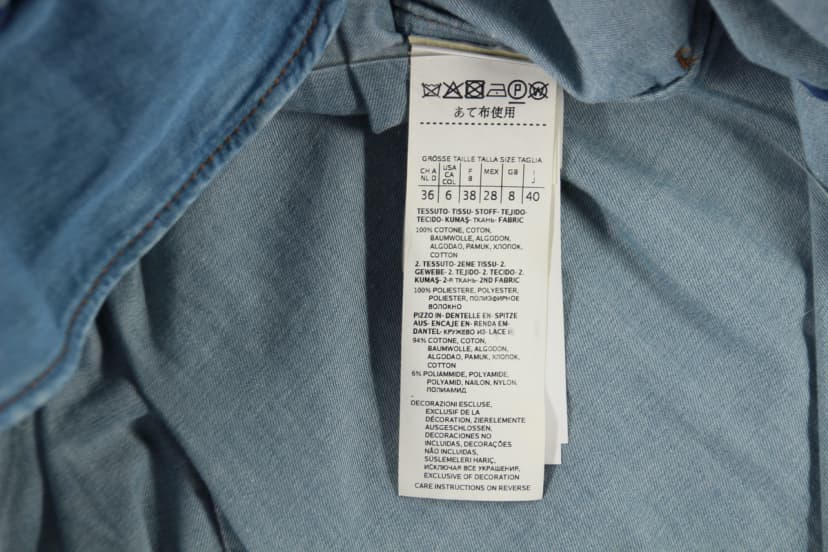 P W
あて布使用
GRÖSSE TAILLE TALLA SIZE TAGLIA
CH A NL D USA CA COL F B MEX GB I J
36 6 38 28 8 40
TESSUTO- TISSU- STOFF- TEJIDO-
TECIDO- KUMAŞ- ТКАНЬ- FABRIC
100% COTONE, COTON,
BAUMWOLLE, ALGODON,
ALGODAO, PAMUK, ХЛОПОК,
COTTON
2. TESSUTO- 2EME TISSU- 2.
GEWEBE- 2. TEJIDO- 2. TECIDO- 2.
KUMAŞ- 2-Я ТКАНЬ- 2ND FABRIC
100% POLIESTERE, POLYESTER,
POLIESTER, ПОЛИЭФИРНОЕ
ВОЛОКНО
PIZZO IN- DENTELLE EN- SPITZE
AUS- ENCAJE EN- RENDA EM-
DANTEL- КРУЖЕВО ИЗ- LACE IN
94% COTONE, COTON,
BAUMWOLLE, ALGODON,
ALGODAO, PAMUK, ХЛОПОК,
COTTON
6% POLIAMMIDE, POLYAMIDE,
POLYAMID, NAILON, NYLON,
ПОЛИАМИД
DECORAZIONI ESCLUSE,
EXCLUSIF DE LA
DÉCORATION, ZIERELEMENTE
AUSGESCHLOSSEN,
DECORACIONES NO
INCLUIDAS, DECORAÇÕES
NÃO INCLUIDAS,
SÜSLEMELERI HARIÇ,
ИСКЛЮЧАЯ ВСЕ УКРАШЕНИЯ,
EXCLUSIVE OF DECORATION
CARE INSTRUCTIONS ON REVERSE